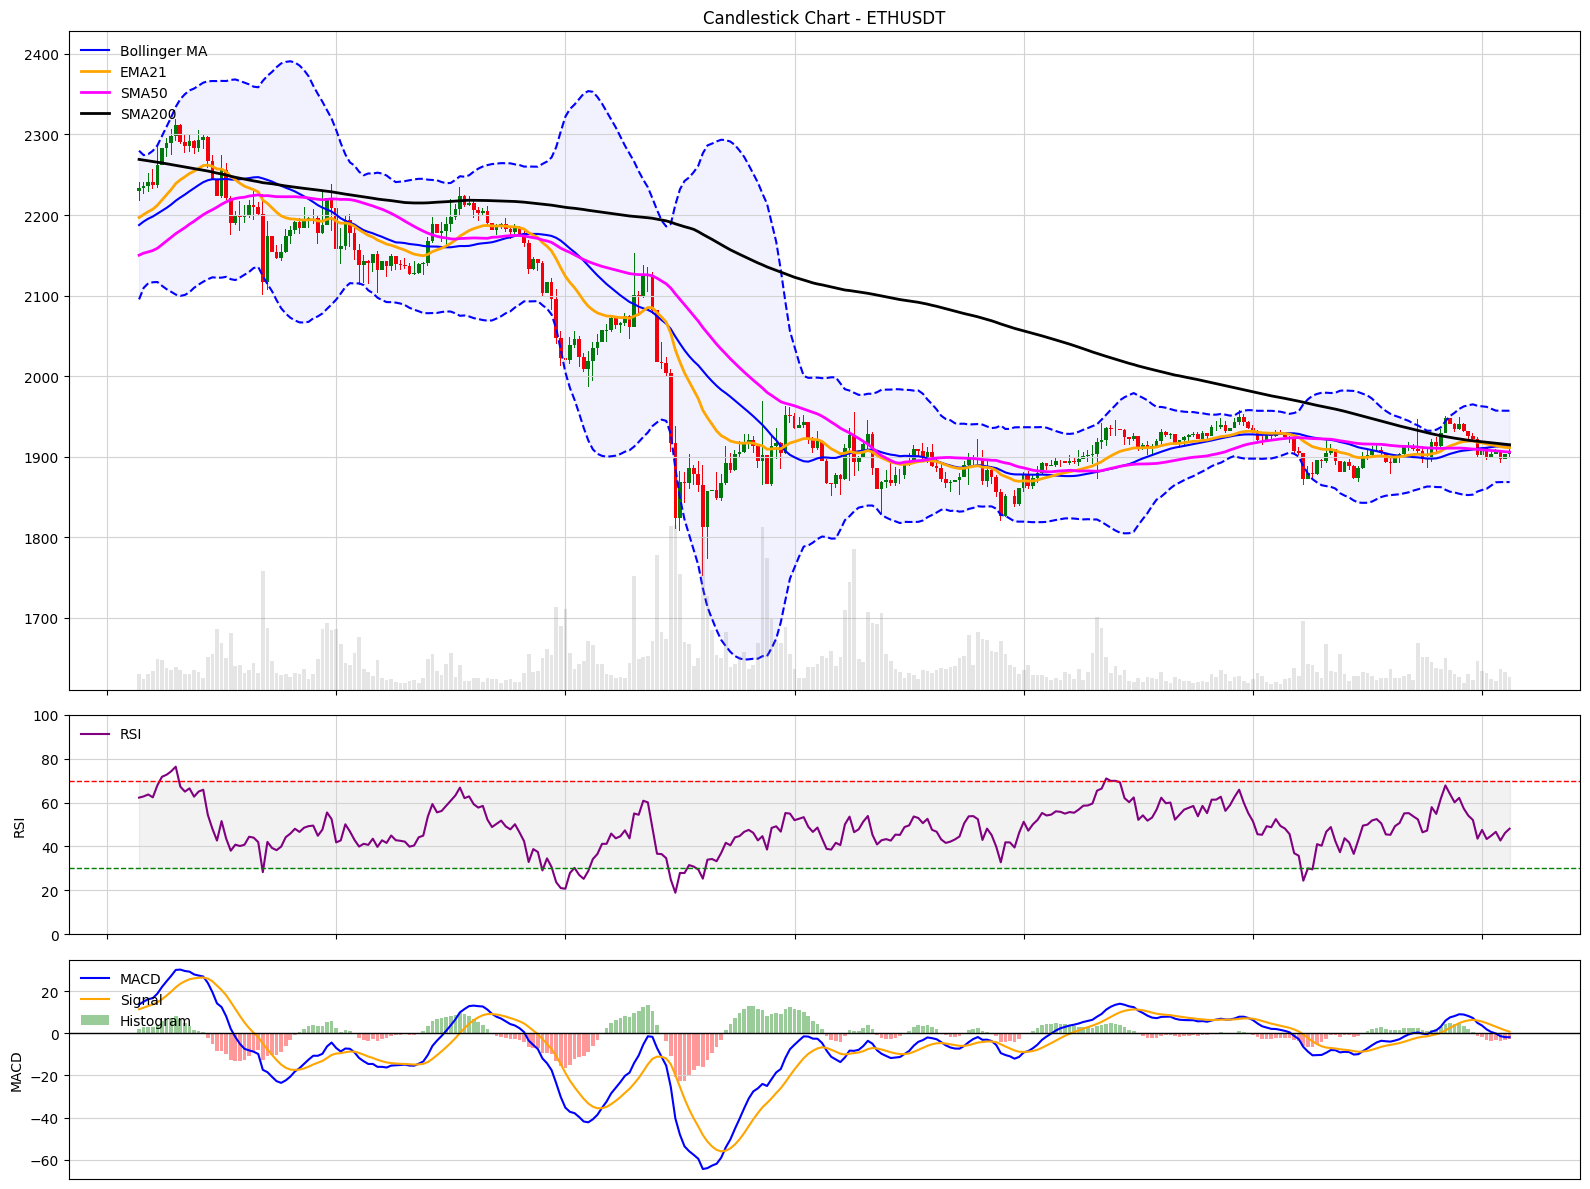 Candlestick Chart - ETHUSDT
Bollinger MA
EMA21
SMA50
SMA200
2400
2300
2200
2100
2000
1900
1800
1700
RSI
100
80
60
40
20
0
RSI
MACD
Signal
Histogram
20
0
−20
−40
−60
MACD